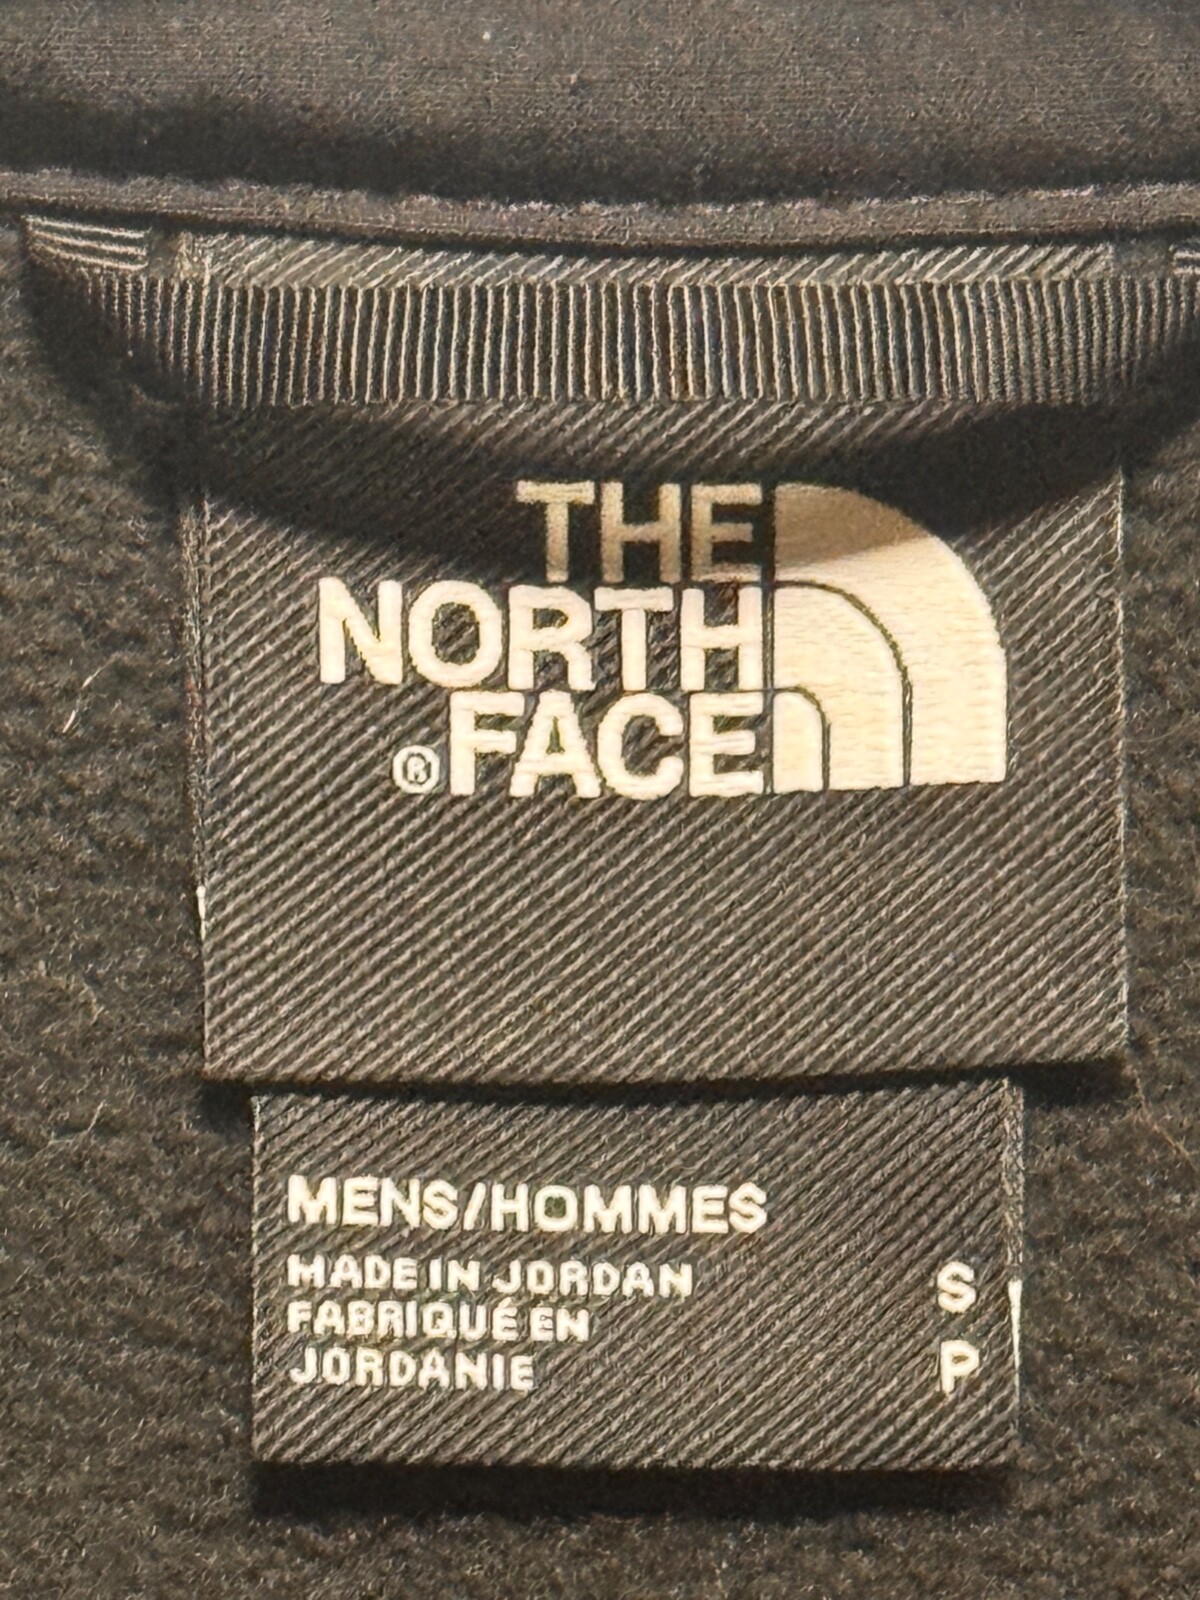 THE
NORTH
®FACE
MENS/HOMMES
MADE IN JORDAN
FABRIQUÉ EN
JORDANIE
S
P